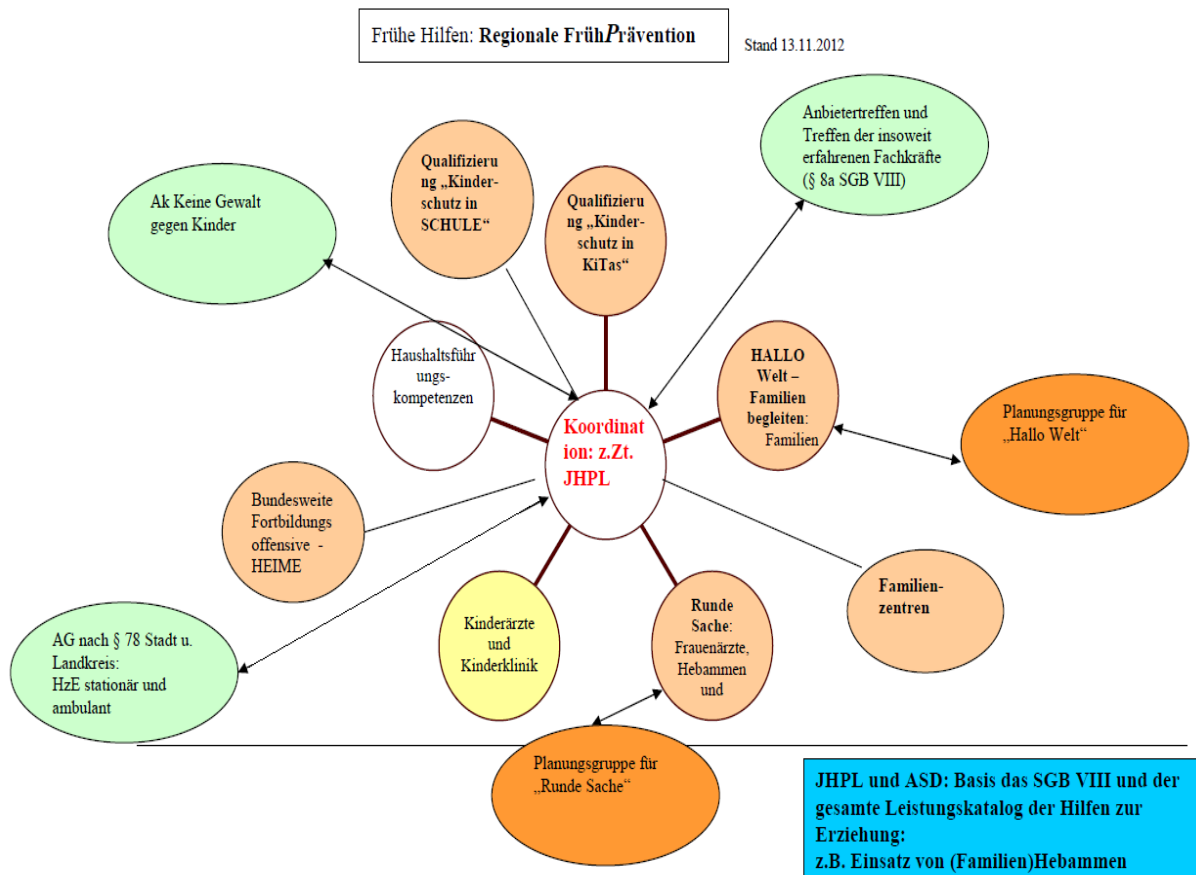 Frühe Hilfen: Regionale FrühPrävention
Stand 13.11.2012
Anbietertreffen und
Treffen der insoweit
erfahrenen Fachkräfte
(§ 8a SGB VIII)
Qualifizieru
ng „Kinder-
schutz in
SCHULE“
Qualifizieru
ng „Kinder-
schutz in
KiTas“
Ak Keine Gewalt
gegen Kinder
Haushaltsführ
ungs-
kompetenzen
HALLO
Welt –
Familien
begleiten:
Familien
Planungsgruppe für
„Hallo Welt“
Koordinat
ion: z.Zt.
JHPL
Bundesweite
Fortbildungs
offensive -
HEIME
Familien-
zentren
Kinderärzte
und
Kinderklinik
Runde
Sache:
Frauenärzte,
Hebammen
und
AG nach § 78 Stadt u.
Landkreis:
HzE stationär und
ambulant
Planungsgruppe für
„Runde Sache“
JHPL und ASD: Basis das SGB VIII und der
gesamte Leistungskatalog der Hilfen zur
Erziehung:
z.B. Einsatz von (Familien)Hebammen